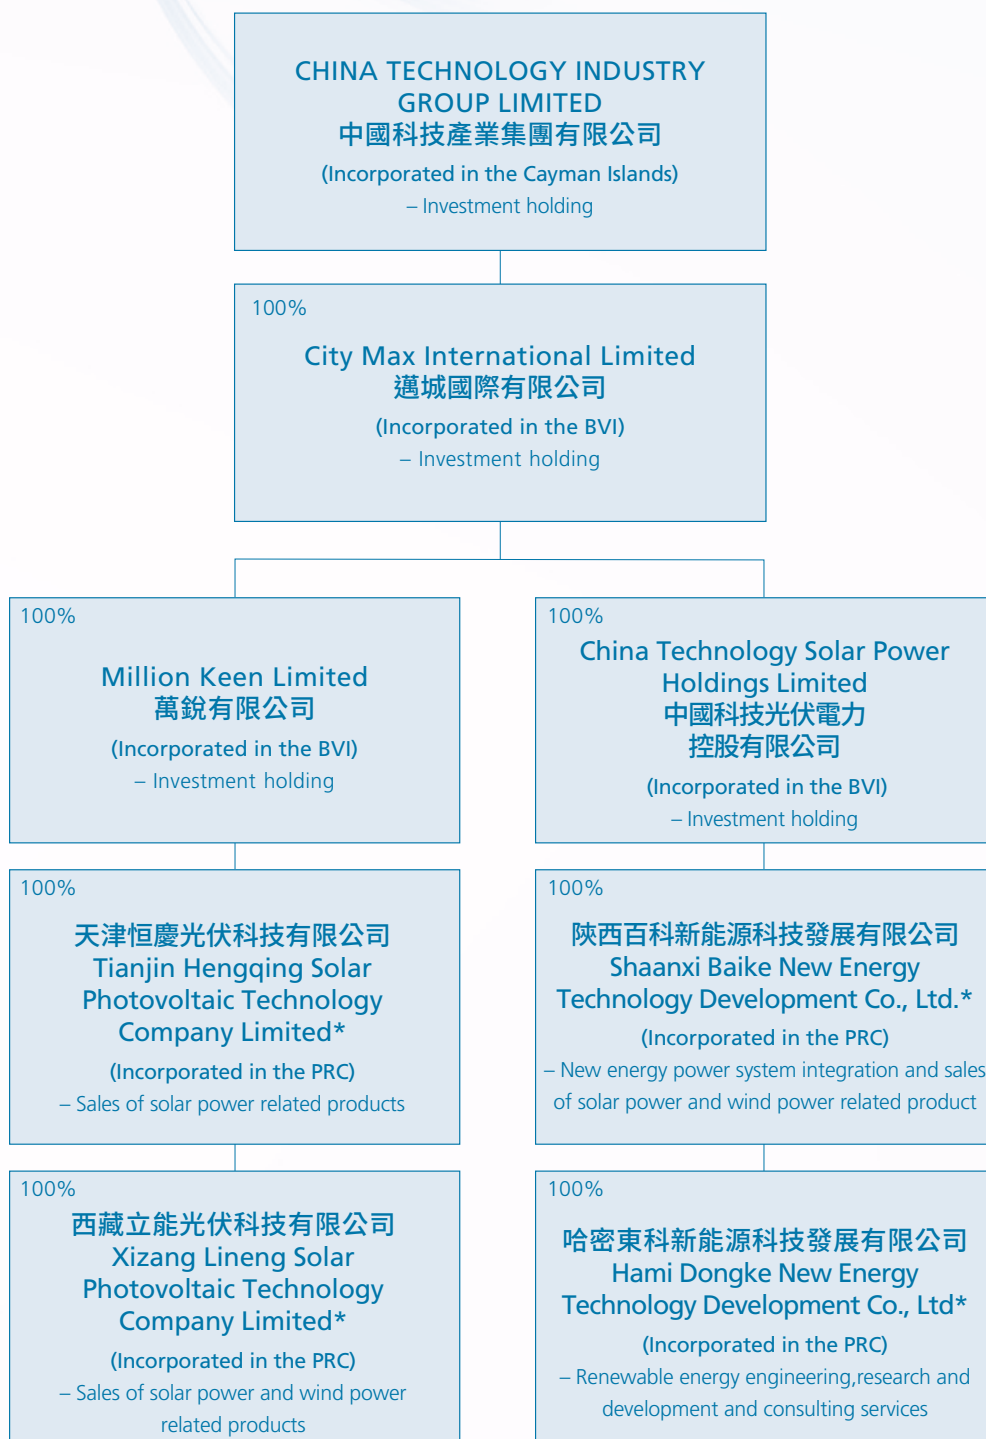 CHINA TECHNOLOGY INDUSTRY
GROUP LIMITED
中國科技產業集團有限公司
(Incorporated in the Cayman Islands)
– Investment holding
100%
City Max International Limited
邁城國際有限公司
(Incorporated in the BVI)
– Investment holding
100%
Million Keen Limited
萬銳有限公司
(Incorporated in the BVI)
– Investment holding
100%
China Technology Solar Power
Holdings Limited
中國科技光伏電力
控股有限公司
(Incorporated in the BVI)
– Investment holding
100%
天津恒慶光伏科技有限公司
Tianjin Hengqing Solar
Photovoltaic Technology
Company Limited*
(Incorporated in the PRC)
– Sales of solar power related products
100%
陝西百科新能源科技發展有限公司
Shaanxi Baike New Energy
Technology Development Co., Ltd.*
(Incorporated in the PRC)
– New energy power system integration and sales
of solar power and wind power related product
100%
西藏立能光伏科技有限公司
Xizang Lineng Solar
Photovoltaic Technology
Company Limited*
(Incorporated in the PRC)
– Sales of solar power and wind power
related products
100%
哈密東科新能源科技發展有限公司
Hami Dongke New Energy
Technology Development Co., Ltd*
(Incorporated in the PRC)
– Renewable energy engineering,research and
development and consulting services